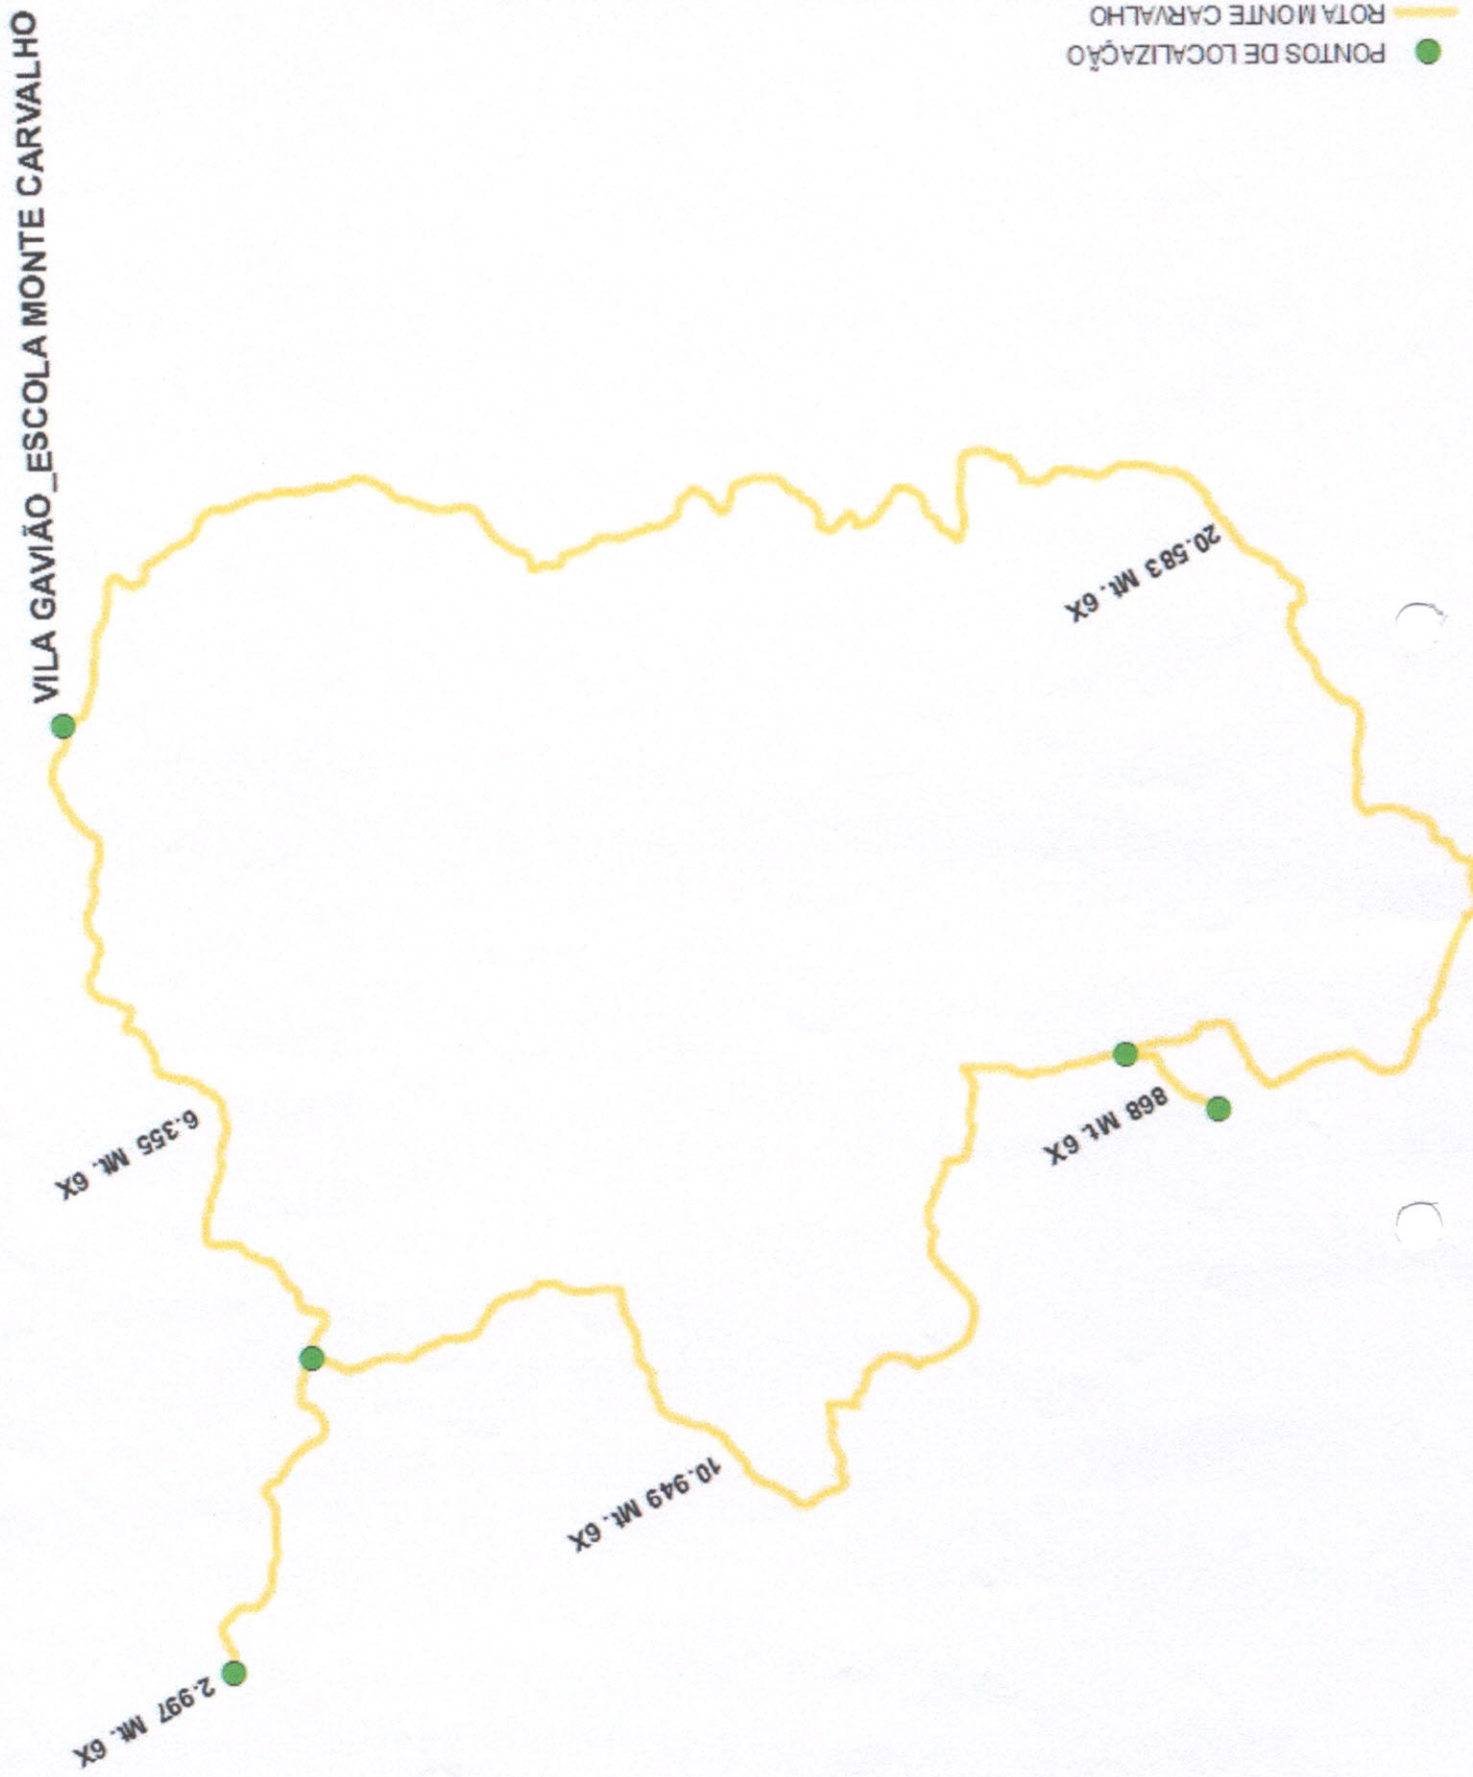 VILA GAVIÃO_ESCOLA MONTE CARVALHO
20.583 Mt. 6X
6.355 Mt. 6X
868 Mt. 6X
10.949 Mt. 6X
2.997 Mt. 6X
PONTOS DE LOCALIZAÇÃO
ROTA MONTE CARVALHO